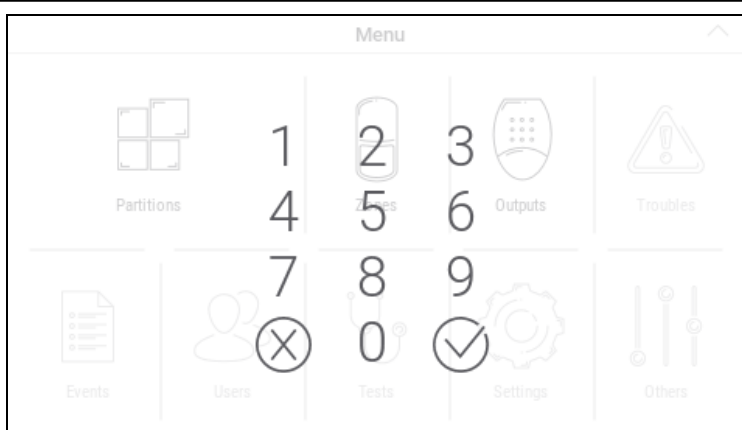 Menu
1 2 3
Partitions Zones Outputs Troubles
4 5 6
7 8 9
0
Events Users Tests Settings Others